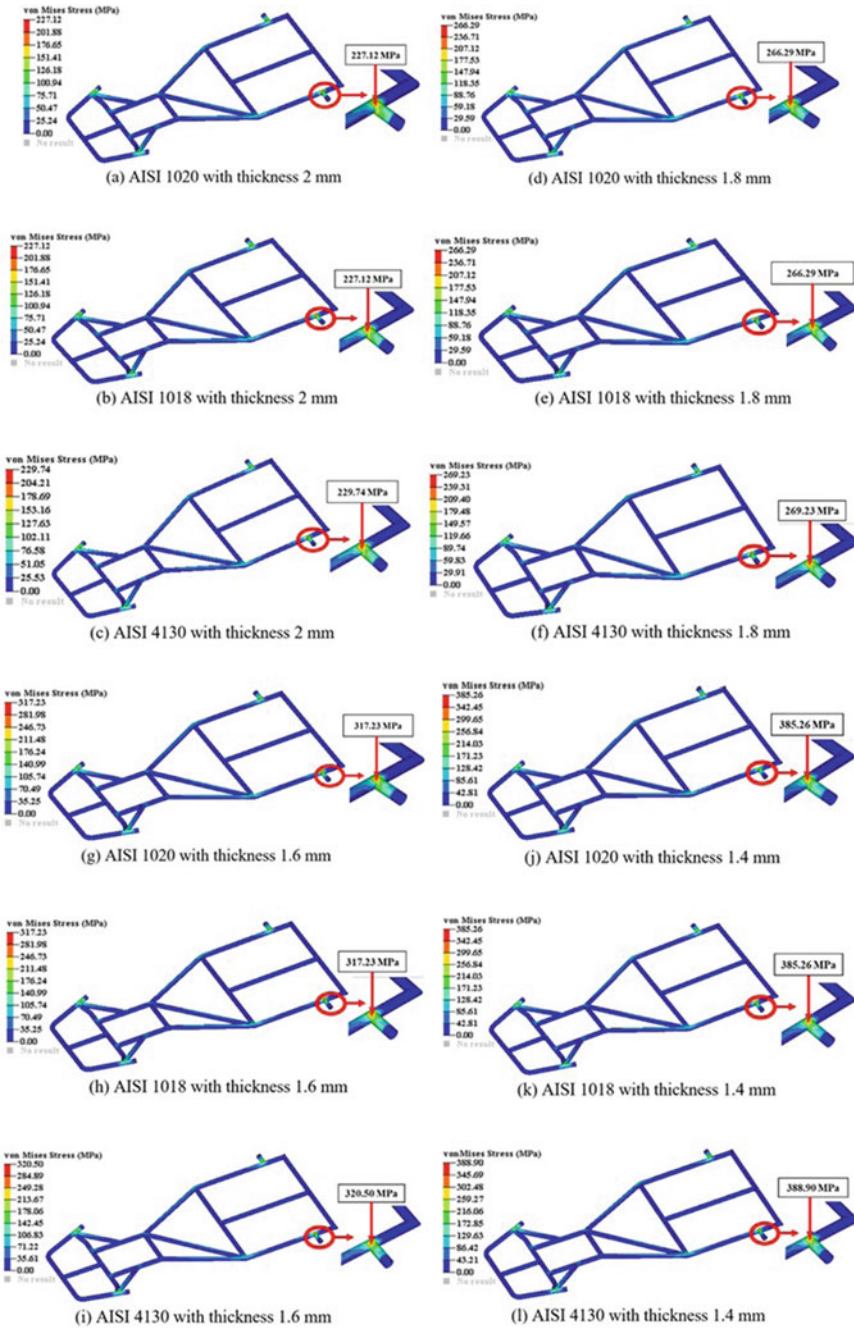 von Mises Stress (MPa)
227.12
201.88
176.65
151.41
126.18
100.94
75.71
50.47
25.24
0.00
No result
227.12 MPa
(a) AISI 1020 with thickness 2 mm
von Mises Stress (MPa)
266.29
236.71
207.12
177.53
147.94
118.35
88.76
59.18
29.59
0.00
No result
266.29 MPa
(d) AISI 1020 with thickness 1.8 mm
von Mises Stress (MPa)
227.12
201.88
176.65
151.41
126.18
100.94
75.71
50.47
25.24
0.00
No result
227.12 MPa
(b) AISI 1018 with thickness 2 mm
von Mises Stress (MPa)
266.29
236.71
207.12
177.53
147.94
118.35
88.76
59.18
29.59
0.00
No result
266.29 MPa
(e) AISI 1018 with thickness 1.8 mm
von Mises Stress (MPa)
229.74
204.21
178.69
153.16
127.63
102.11
76.58
51.05
25.53
0.00
No result
229.74 MPa
(c) AISI 4130 with thickness 2 mm
von Mises Stress (MPa)
269.23
239.31
209.40
179.48
149.57
119.66
89.74
59.83
29.91
0.00
No result
269.23 MPa
(f) AISI 4130 with thickness 1.8 mm
von Mises Stress (MPa)
317.23
281.98
246.73
211.48
176.24
140.99
105.74
70.49
35.25
0.00
No result
317.23 MPa
(g) AISI 1020 with thickness 1.6 mm
von Mises Stress (MPa)
385.26
342.45
299.65
256.84
214.03
171.23
128.42
85.61
42.81
0.00
No result
385.26 MPa
(j) AISI 1020 with thickness 1.4 mm
von Mises Stress (MPa)
317.23
281.98
246.73
211.48
176.24
140.99
105.74
70.49
35.25
0.00
No result
317.23 MPa
(h) AISI 1018 with thickness 1.6 mm
von Mises Stress (MPa)
385.26
342.45
299.65
256.84
214.03
171.23
128.42
85.61
42.81
0.00
No result
385.26 MPa
(k) AISI 1018 with thickness 1.4 mm
von Mises Stress (MPa)
320.50
284.89
249.28
213.67
178.06
142.45
106.83
71.22
35.61
0.00
No result
320.50 MPa
(i) AISI 4130 with thickness 1.6 mm
von Mises Stress (MPa)
388.90
345.69
302.48
259.27
216.06
172.85
129.63
86.42
43.21
0.00
No result
388.90 MPa
(l) AISI 4130 with thickness 1.4 mm